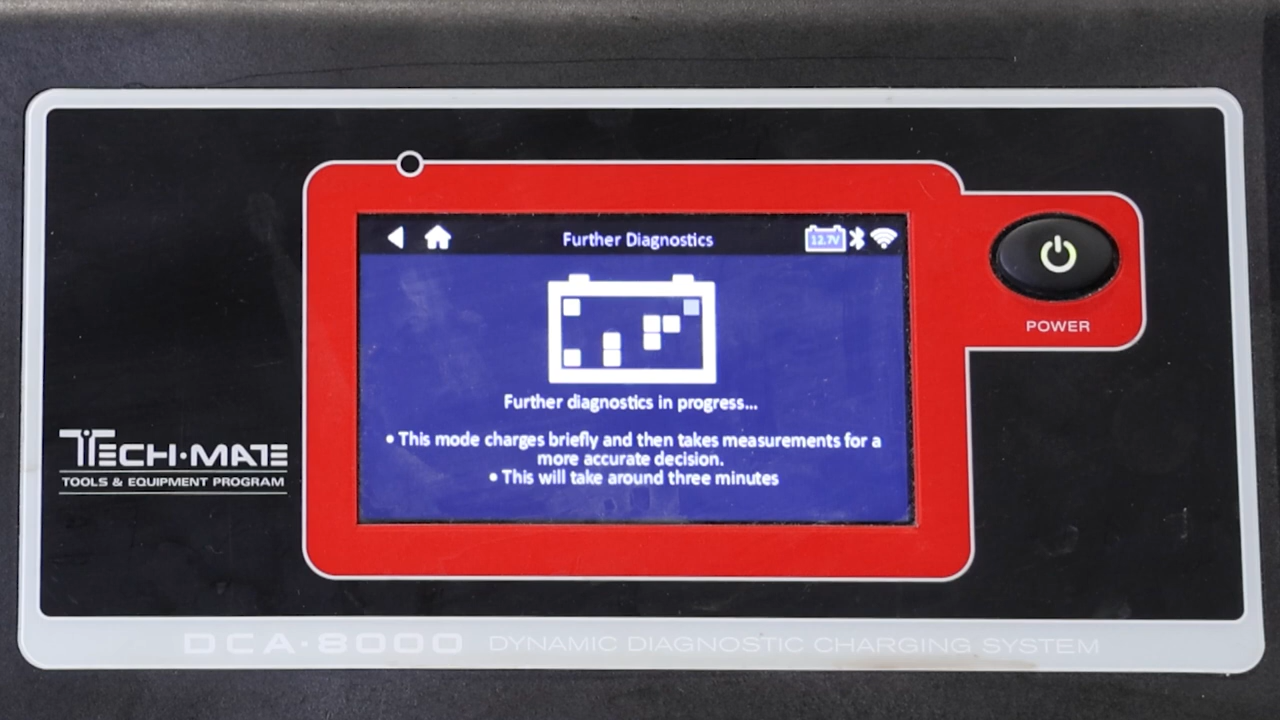 Further Diagnostics
12.7V
Further diagnostics in progress...
• This mode charges briefly and then takes measurements for a
more accurate decision.
• This will take around three minutes
POWER
TECH·MATE
TOOLS & EQUIPMENT PROGRAM
DCA·8000 DYNAMIC DIAGNOSTIC CHARGING SYSTEM